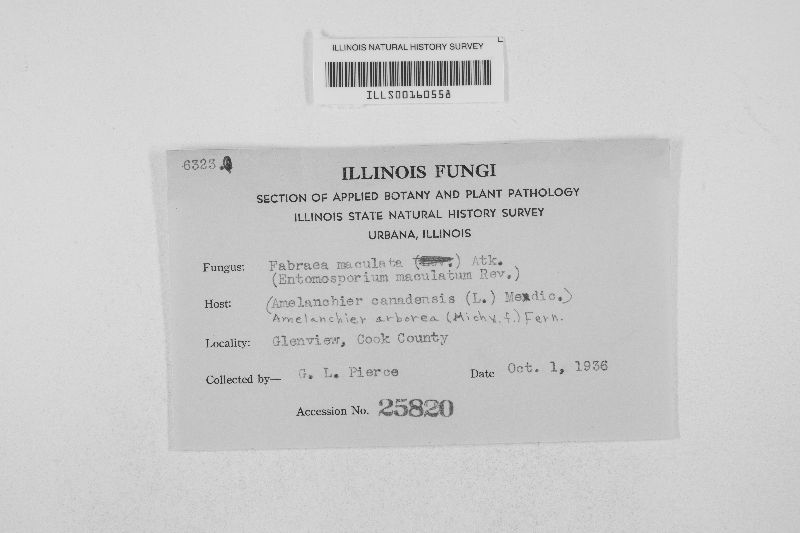 ILLINOIS NATURAL HISTORY SURVEY
ILLS00160558
6323
ILLINOIS FUNGI
SECTION OF APPLIED BOTANY AND PLANT PATHOLOGY
ILLINOIS STATE NATURAL HISTORY SURVEY
URBANA, ILLINOIS
Fungus: Fabraea maculata () Atk.
(Entomosporium maculatum Rev.)
Host: (Amelanchier canadensis (L.) Medic.)
Amelanchier arborea (Michx. f.) Fern.
Locality: Glenview, Cook County
Collected by— G. L. Pierce Date Oct. 1, 1936
Accession No. 25820